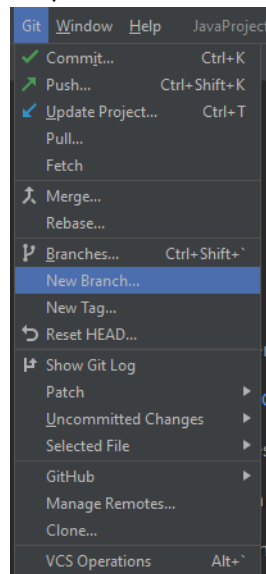 Git Window Help JavaProjec
Commit... Ctrl+K
Push... Ctrl+Shift+K
Update Project... Ctrl+T
Pull...
Fetch
Merge...
Rebase...
Branches... Ctrl+Shift+`
New Branch...
New Tag...
Reset HEAD...
Show Git Log
Patch
Uncommitted Changes
Selected File
GitHub
Manage Remotes...
Clone...
VCS Operations Alt+`